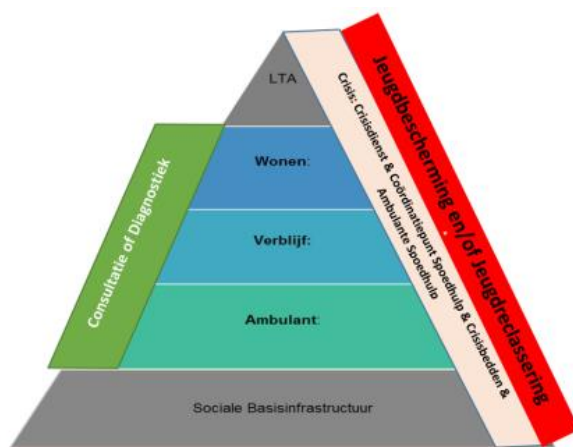 LTA
Wonen:
Verblijf:
Ambulant:
Sociale Basisinfrastructuur
Consultatie of Diagnostiek
Crisis: Crisisdienst & Coördinatiepunt Spoedhulp & Crisisbedden &
Ambulante Spoedhulp
Jeugdbescherming en/of Jeugdreclassering